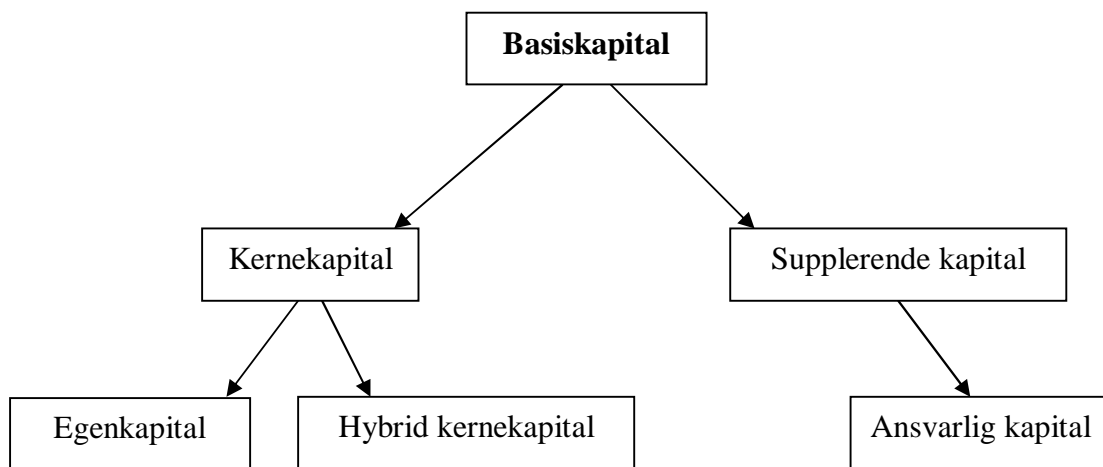 Basiskapital
Kernekapital
Supplerende kapital
Egenkapital
Hybrid kernekapital
Ansvarlig kapital